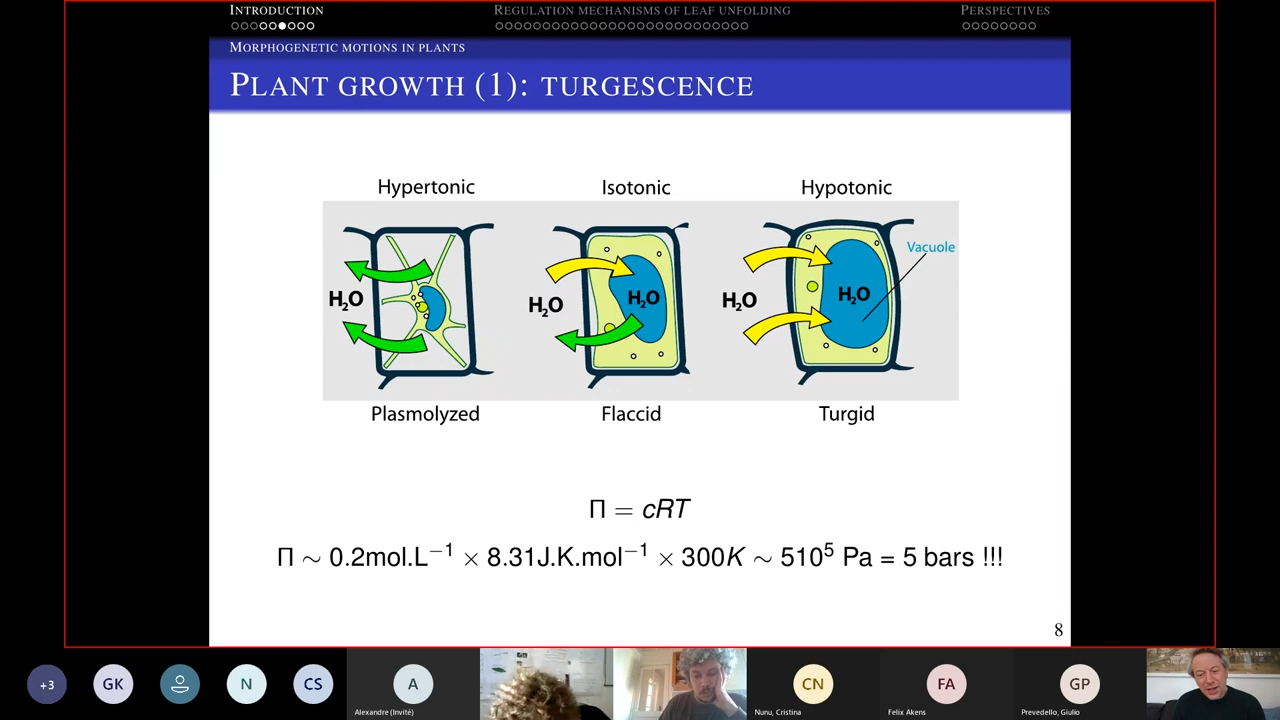 INTRODUCTION
REGULATION MECHANISMS OF LEAF UNFOLDING
PERSPECTIVES
MORPHOGENETIC MOTIONS IN PLANTS
PLANT GROWTH (1): TURGESCENCE
Hypertonic
Isotonic
Hypotonic
Vacuole
H₂O
H₂O
H₂O
H₂O
H₂O
Plasmolyzed
Flaccid
Turgid
Π = cRT
Π ∼ 0.2mol.L⁻¹ × 8.31J.K.mol⁻¹ × 300K ∼ 510⁵ Pa = 5 bars !!!
8
+3
GK
N
CS
A
CN
FA
GP
Alexandre (Invité)
Nunu, Cristina
Felix Akens
Prevedello, Giulio